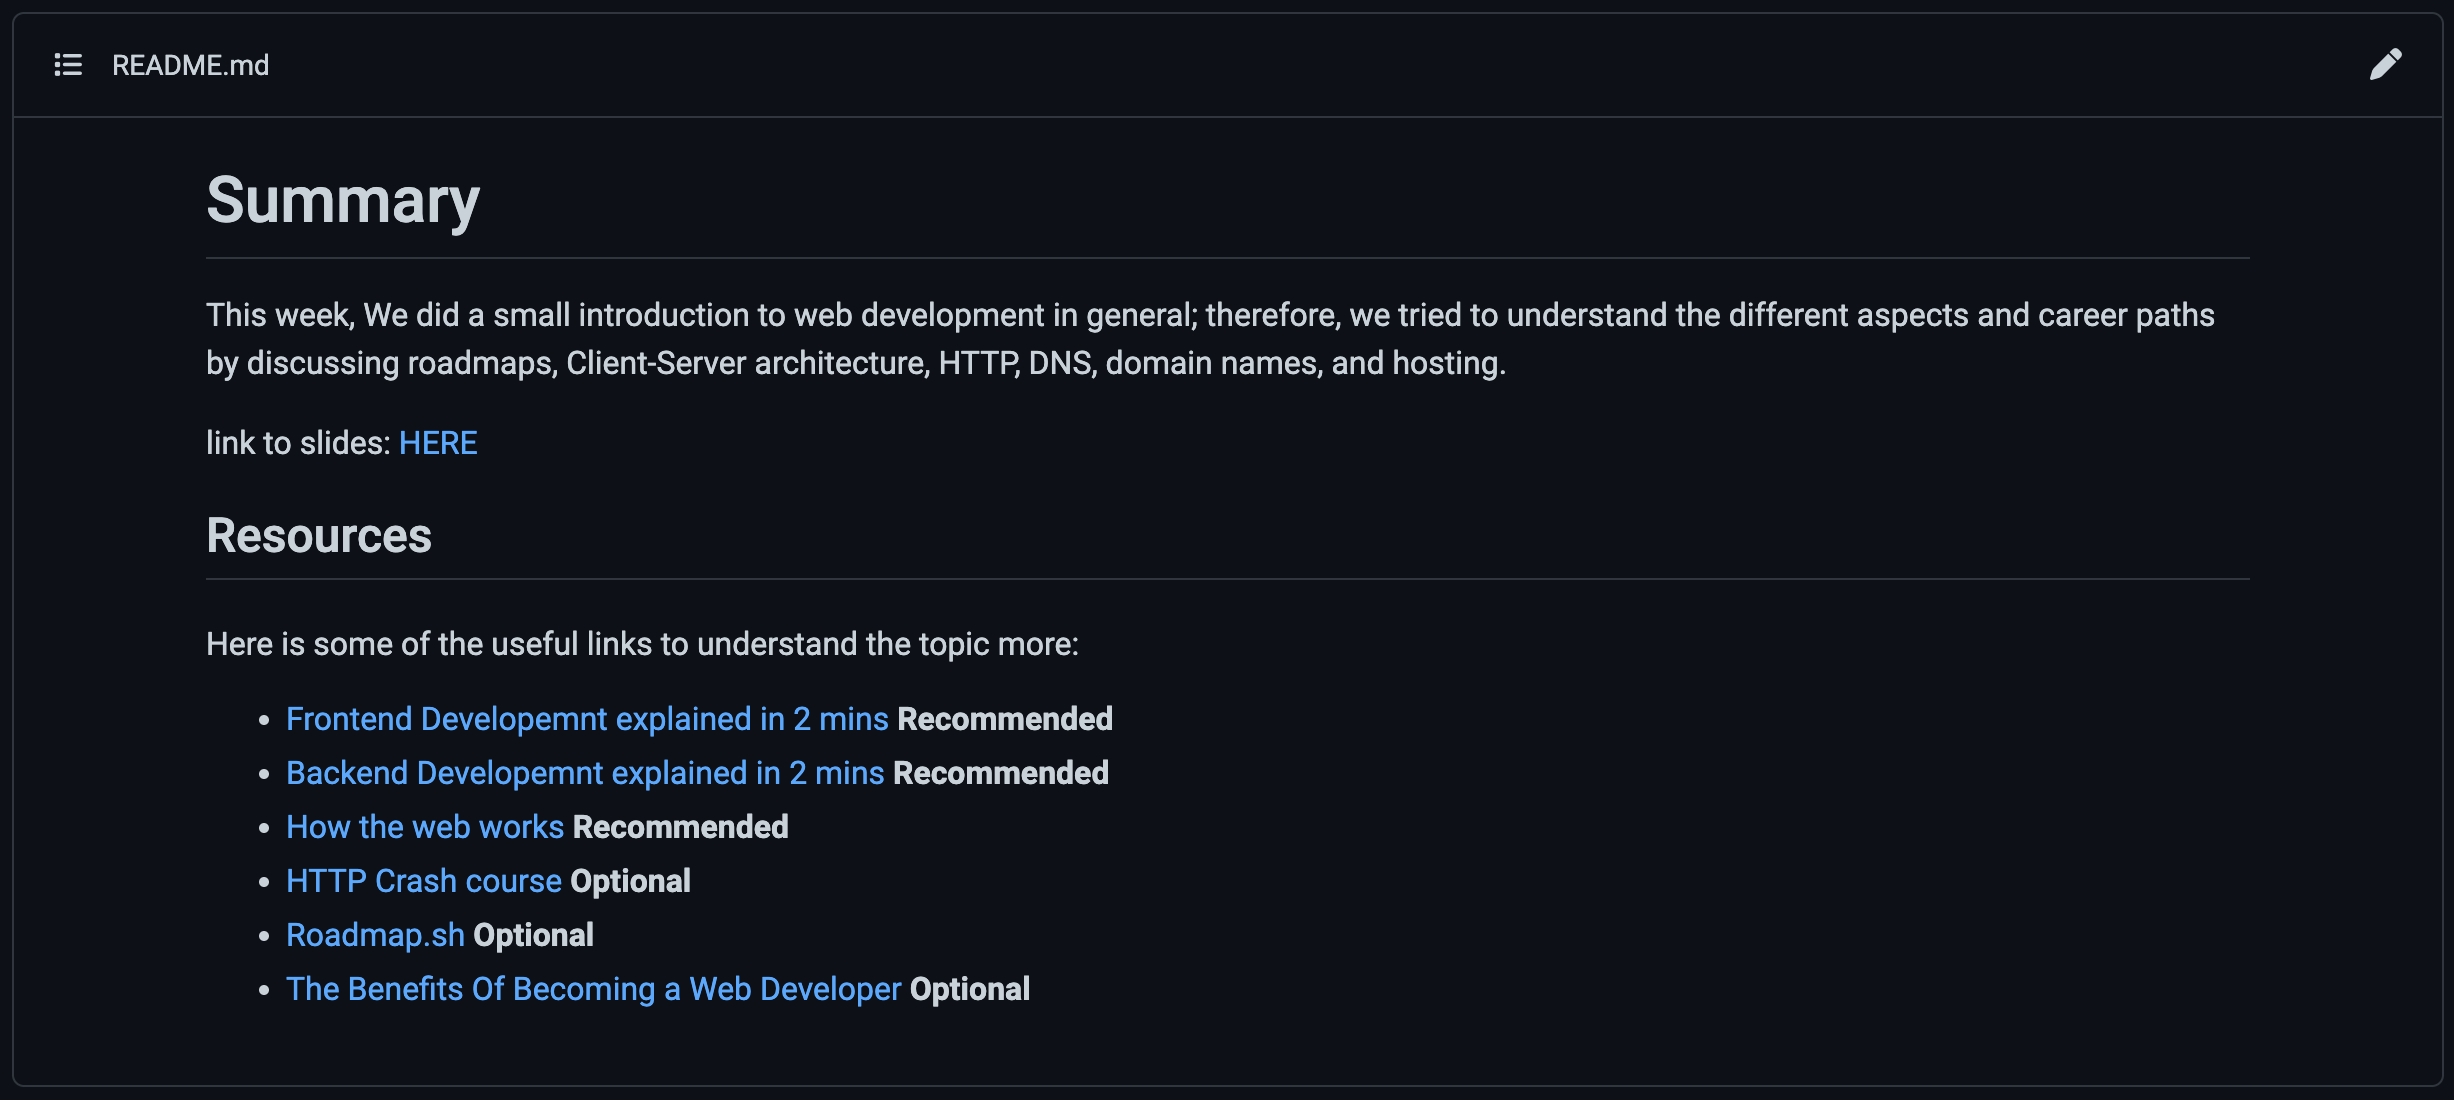 README.md
Summary
This week, We did a small introduction to web development in general; therefore, we tried to understand the different aspects and career paths
by discussing roadmaps, Client-Server architecture, HTTP, DNS, domain names, and hosting.
link to slides: HERE
Resources
Here is some of the useful links to understand the topic more:
Frontend Developemnt explained in 2 mins Recommended
Backend Developemnt explained in 2 mins Recommended
How the web works Recommended
HTTP Crash course Optional
Roadmap.sh Optional
The Benefits Of Becoming a Web Developer Optional